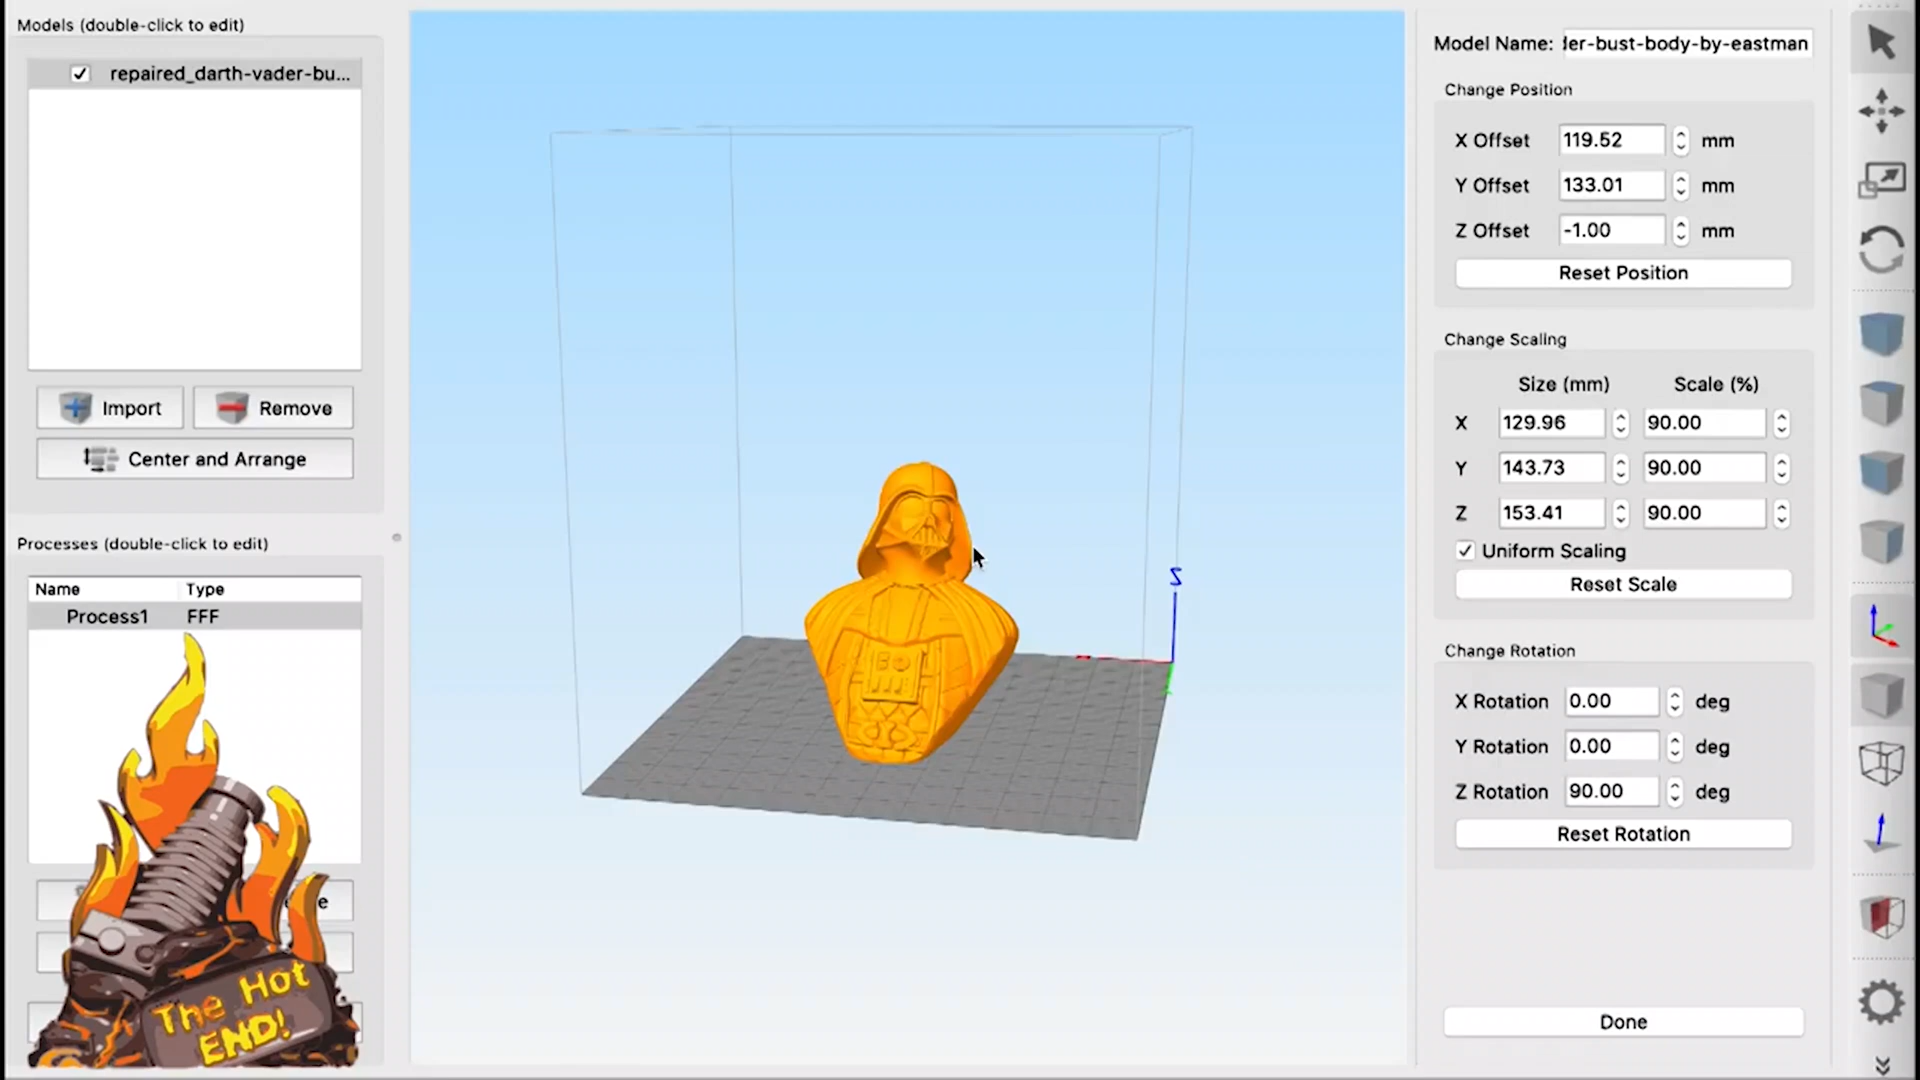 Models (double-click to edit)
repaired_darth-vader-bu...
Import
Remove
Center and Arrange
Processes (double-click to edit)
Name Type
Process1 FFF
The Hot
END!
Z
Model Name: der-bust-body-by-eastman
Change Position
X Offset 119.52 mm
Y Offset 133.01 mm
Z Offset -1.00 mm
Reset Position
Change Scaling
Size (mm) Scale (%)
X 129.96 90.00
Y 143.73 90.00
Z 153.41 90.00
Uniform Scaling
Reset Scale
Change Rotation
X Rotation 0.00 deg
Y Rotation 0.00 deg
Z Rotation 90.00 deg
Reset Rotation
Done